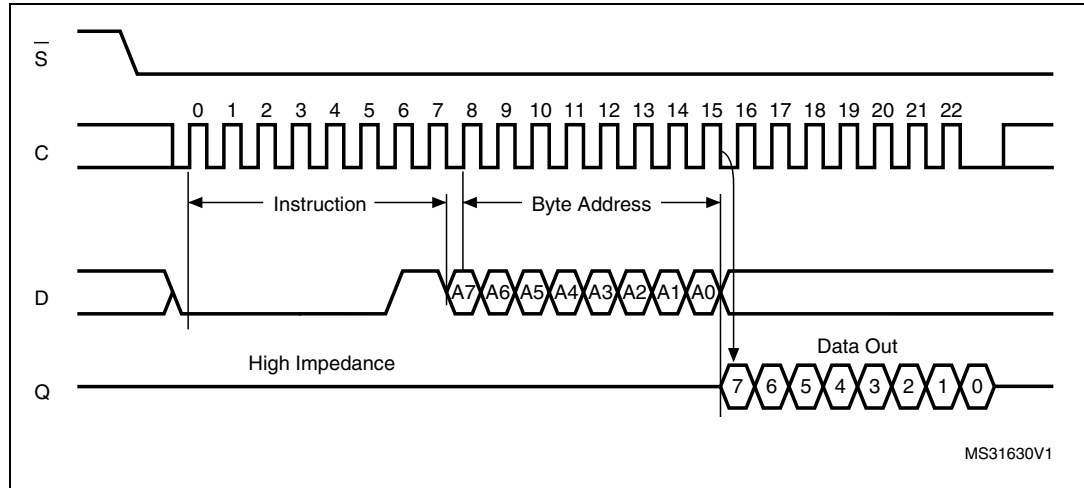 S
0 1 2 3 4 5 6 7 8 9 10 11 12 13 14 15 16 17 18 19 20 21 22
C
Instruction Byte Address
D A7 A6 A5 A4 A3 A2 A1 A0
High Impedance Data Out
Q 7 6 5 4 3 2 1 0
MS31630V1